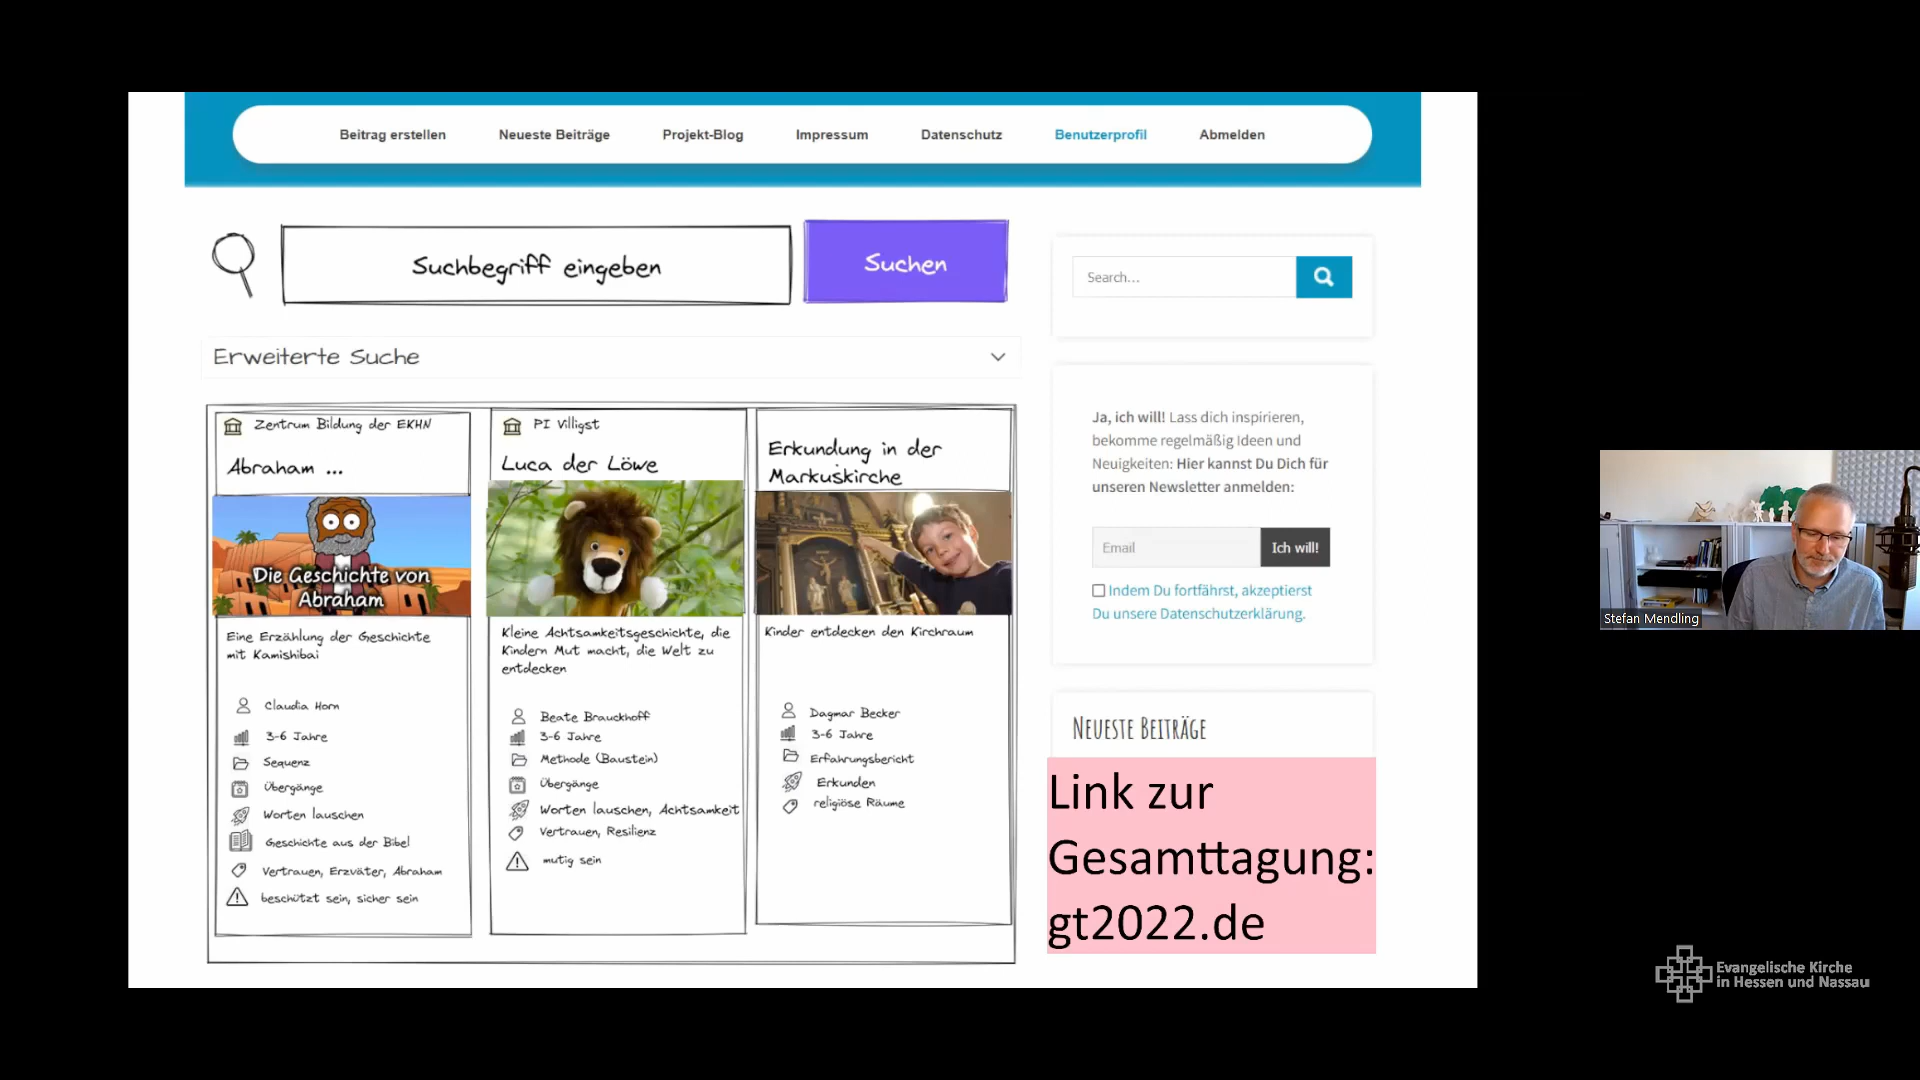 Beitrag erstellen
Neueste Beiträge
Projekt-Blog
Impressum
Datenschutz
Benutzerprofil
Abmelden
Suchbegriff eingeben
Suchen
Erweiterte Suche
Zentrum Bildung der EKHN
Abraham ...
Die Geschichte von
Abraham
Eine Erzählung der Geschichte
mit Kamishibai
Claudia Horn
3-6 Jahre
Sequenz
Übergänge
Worten lauschen
Geschichte aus der Bibel
Vertrauen, Erzväter, Abraham
beschützt sein, sicher sein
PI Villigst
Luca der Löwe
Kleine Achtsamkeitsgeschichte, die
Kindern Mut macht, die Welt zu
entdecken
Beate Brauckhoff
3-6 Jahre
Methode (Baustein)
Übergänge
Worten lauschen, Achtsamkeit
Vertrauen, Resilienz
mutig sein
Erkundung in der
Markuskirche
Kinder entdecken den Kirchraum
Dagmar Becker
3-6 Jahre
Erfahrungsbericht
Erkunden
religiöse Räume
Search...
Ja, ich will! Lass dich inspirieren,
bekomme regelmäßig Ideen und
Neuigkeiten: Hier kannst Du Dich für
unseren Newsletter anmelden:
Email
Ich will!
Indem Du fortfährst, akzeptierst
Du unsere Datenschutzerklärung.
Neueste Beiträge
Link zur
Gesamttagung:
gt2022.de
Stefan Mendling
Evangelische Kirche
in Hessen und Nassau